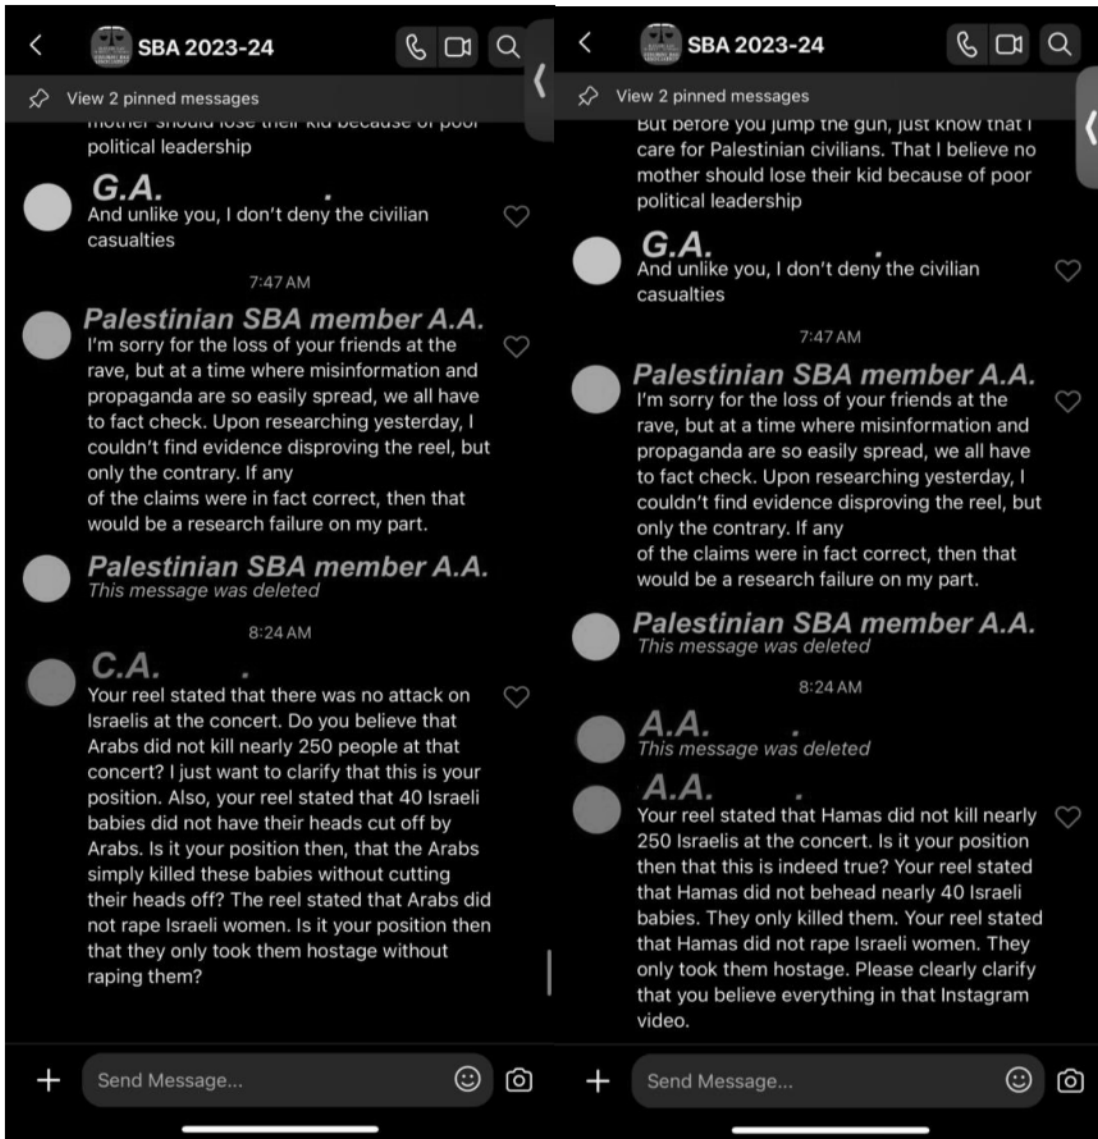 SBA 2023-24
View 2 pinned messages
mother should lose their kid because of poor
political leadership
G.A.
And unlike you, I don't deny the civilian
casualties
7:47 AM
Palestinian SBA member A.A.
I'm sorry for the loss of your friends at the
rave, but at a time where misinformation and
propaganda are so easily spread, we all have
to fact check. Upon researching yesterday, I
couldn't find evidence disproving the reel, but
only the contrary. If any
of the claims were in fact correct, then that
would be a research failure on my part.
Palestinian SBA member A.A.
This message was deleted
8:24 AM
C.A.
Your reel stated that there was no attack on
Israelis at the concert. Do you believe that
Arabs did not kill nearly 250 people at that
concert? I just want to clarify that this is your
position. Also, your reel stated that 40 Israeli
babies did not have their heads cut off by
Arabs. Is it your position then, that the Arabs
simply killed these babies without cutting
their heads off? The reel stated that Arabs did
not rape Israeli women. Is it your position then
that they only took them hostage without
raping them?
Send Message...
SBA 2023-24
View 2 pinned messages
But before you jump the gun, just know that I
care for Palestinian civilians. That I believe no
mother should lose their kid because of poor
political leadership
G.A.
And unlike you, I don't deny the civilian
casualties
7:47 AM
Palestinian SBA member A.A.
I'm sorry for the loss of your friends at the
rave, but at a time where misinformation and
propaganda are so easily spread, we all have
to fact check. Upon researching yesterday, I
couldn't find evidence disproving the reel, but
only the contrary. If any
of the claims were in fact correct, then that
would be a research failure on my part.
Palestinian SBA member A.A.
This message was deleted
8:24 AM
A.A.
This message was deleted
A.A.
Your reel stated that Hamas did not kill nearly
250 Israelis at the concert. Is it your position
then that this is indeed true? Your reel stated
that Hamas did not behead nearly 40 Israeli
babies. They only killed them. Your reel stated
that Hamas did not rape Israeli women. They
only took them hostage. Please clearly clarify
that you believe everything in that Instagram
video.
Send Message...